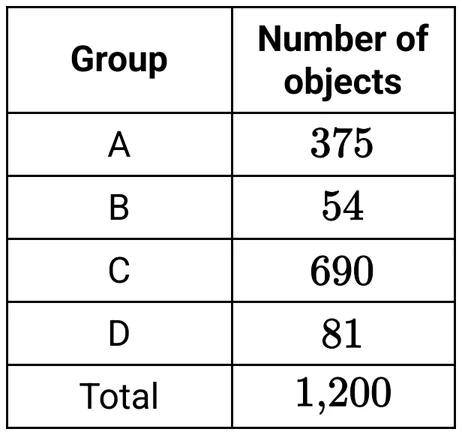 Group Number of
objects
A 375
B 54
C 690
D 81
Total 1,200